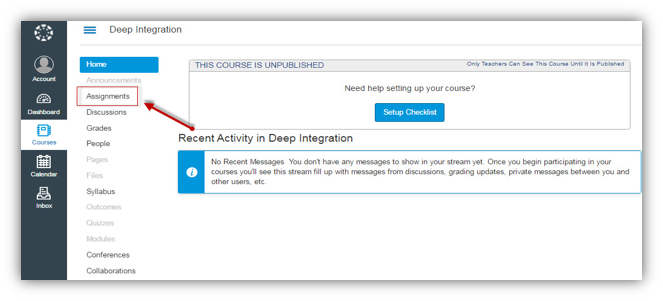 Deep Integration
Account
Dashboard
Courses
Calendar
Inbox
Home
Announcements
Assignments
Discussions
Grades
People
Pages
Files
Syllabus
Outcomes
Quizzes
Modules
Conferences
Collaborations
THIS COURSE IS UNPUBLISHED
Only Teachers Can See This Course Until It Is Published
Need help setting up your course?
Setup Checklist
Recent Activity in Deep Integration
No Recent Messages You don't have any messages to show in your stream yet. Once you begin participating in your
courses you'll see this stream fill up with messages from discussions, grading updates, private messages between you and
other users, etc.